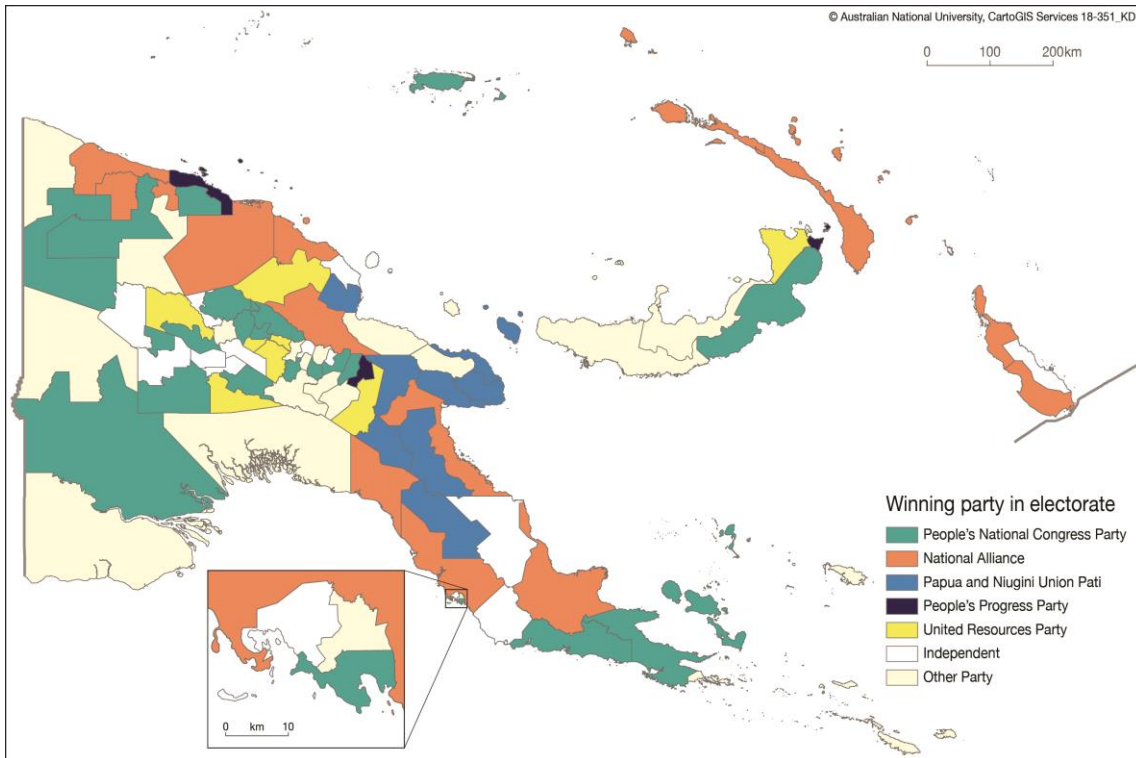 © Australian National University, CartoGIS Services 18-351_KD
0 100 200km
Winning party in electorate
People's National Congress Party
National Alliance
Papua and Niugini Union Pati
People's Progress Party
United Resources Party
Independent
Other Party
0 km 10